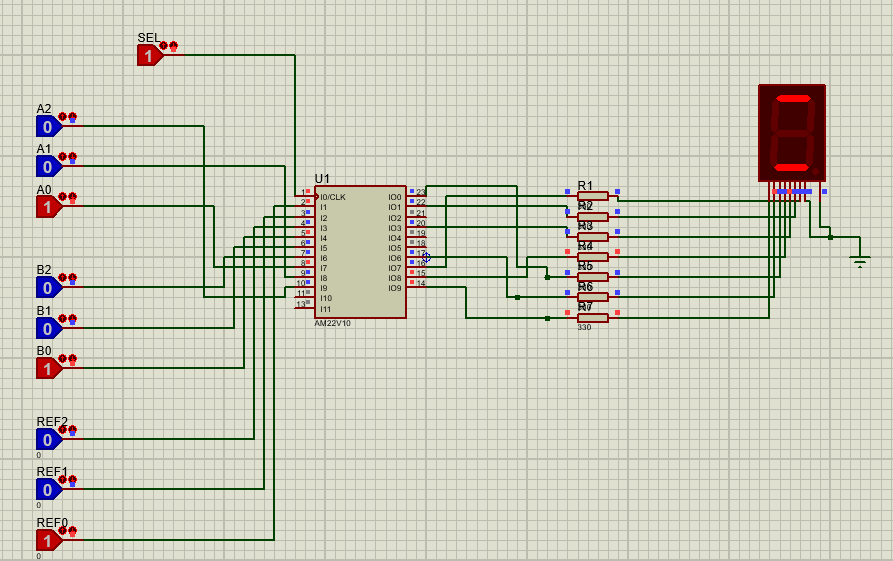 SEL
1
A2
0
A1
0
A0
1
B2
0
B1
0
B0
1
REF2
0
0
REF1
0
0
REF0
1
0
U1
1 I0/CLK IO0 23
2 I1 IO1 22
3 I2 IO2 21
4 I3 IO3 20
5 I4 IO4 19
6 I5 IO5 18
7 I6 IO6 17
8 I7 IO7 16
9 I8 IO8 15
10 I9 IO9 14
11 I10
13 I11
AM22V10
R1
R2
R3
R4
R5
R6
R7
330